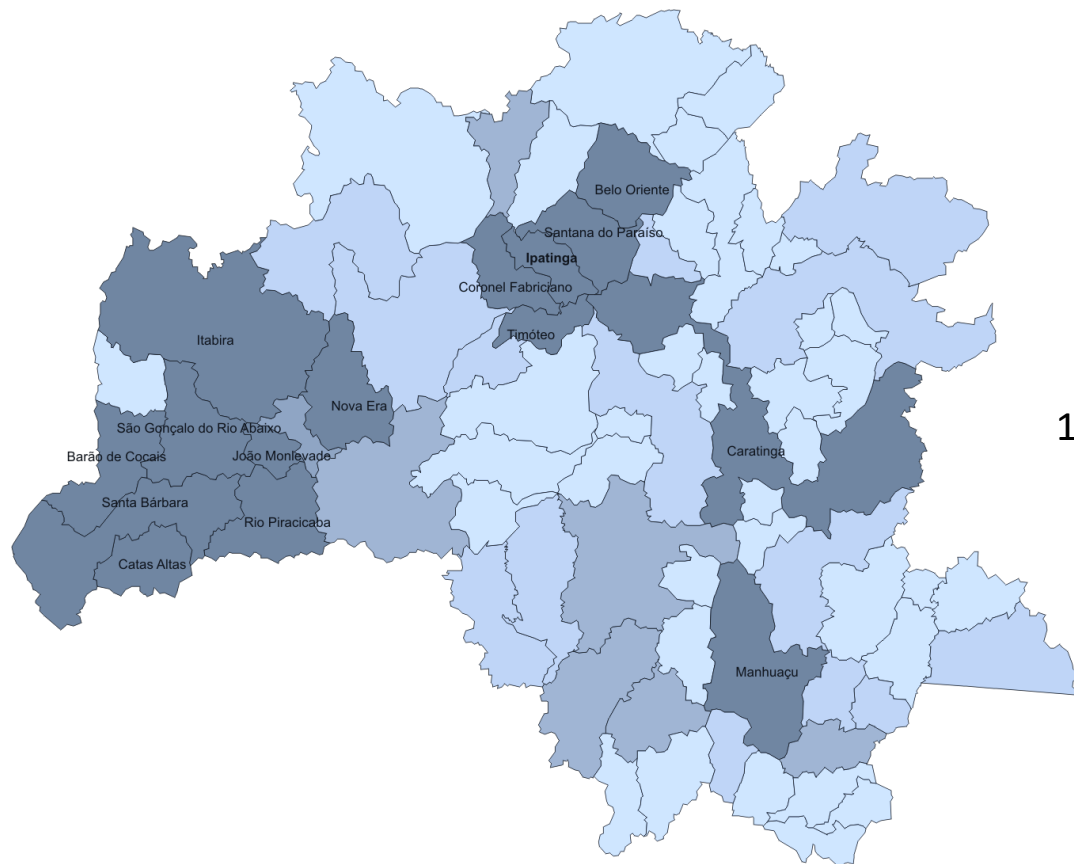 Belo Oriente
Santana do Paraíso
Ipatinga
Coronel Fabriciano
Timóteo
Itabira
Nova Era
São Gonçalo do Rio Abaixo
1
Caratinga
Barão de Cocais
João Monlevade
Santa Bárbara
Rio Piracicaba
Catas Altas
Manhuaçu